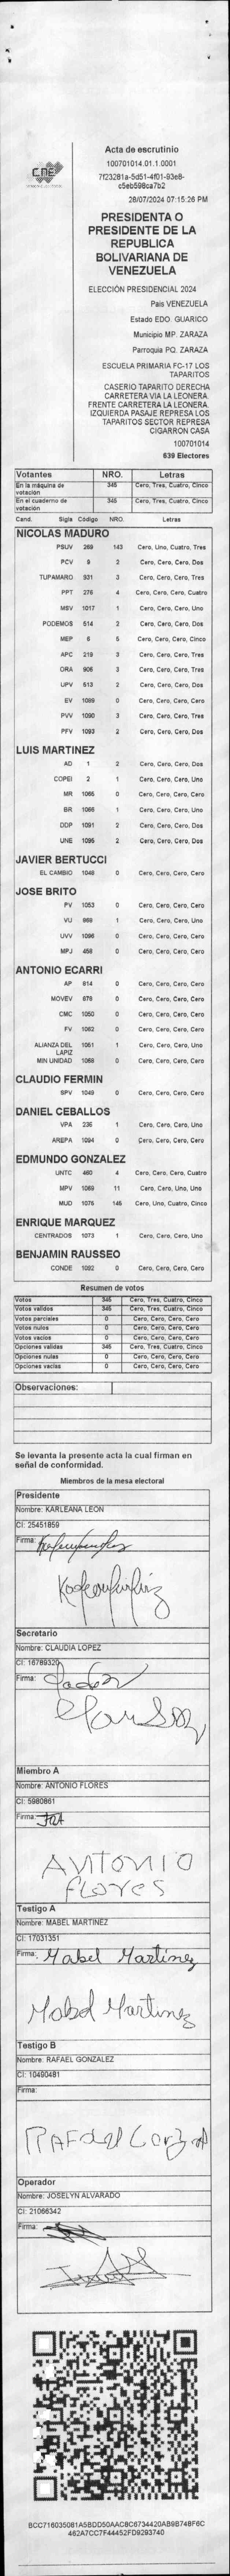 CNE
Acta de escrutinio
100701014.01.1.0001
7f23281a-5d51-4f01-93e8-
c5eb598ca7b2
28/07/2024 07:15:26 PM
PRESIDENTA O
PRESIDENTE DE LA
REPUBLICA
BOLIVARIANA DE
VENEZUELA
ELECCIÓN PRESIDENCIAL 2024
País VENEZUELA
Estado EDO. GUARICO
Municipio MP. ZARAZA
Parroquia PQ. ZARAZA
ESCUELA PRIMARIA FC-17 LOS
TAPARITOS
CASERIO TAPARITO DERECHA
CARRETERA VIA LA LEONERA.
FRENTE CARRETERA LA LEONERA.
IZQUIERDA PASAJE REPRESA LOS
TAPARITOS SECTOR REPRESA
CIGARRON CASA
100701014
639 Electores
Votantes NRO. Letras
En la máquina de votación 345 Cero, Tres, Cuatro, Cinco
En el cuaderno de votación 345 Cero, Tres, Cuatro, Cinco
Cand. Sigla Código NRO. Letras
NICOLAS MADURO
PSUV 269 143 Cero, Uno, Cuatro, Tres
PCV 9 2 Cero, Cero, Cero, Dos
TUPAMARO 931 3 Cero, Cero, Cero, Tres
PPT 276 4 Cero, Cero, Cero, Cuatro
MSV 1017 1 Cero, Cero, Cero, Uno
PODEMOS 514 2 Cero, Cero, Cero, Dos
MEP 6 5 Cero, Cero, Cero, Cinco
APC 219 3 Cero, Cero, Cero, Tres
ORA 906 3 Cero, Cero, Cero, Tres
UPV 513 2 Cero, Cero, Cero, Dos
EV 1089 0 Cero, Cero, Cero, Cero
PVV 1090 3 Cero, Cero, Cero, Tres
PFV 1093 2 Cero, Cero, Cero, Dos
LUIS MARTINEZ
AD 1 2 Cero, Cero, Cero, Dos
COPEI 2 1 Cero, Cero, Cero, Uno
MR 1065 0 Cero, Cero, Cero, Cero
BR 1066 1 Cero, Cero, Cero, Uno
DDP 1091 2 Cero, Cero, Cero, Dos
UNE 1095 2 Cero, Cero, Cero, Dos
JAVIER BERTUCCI
EL CAMBIO 1048 0 Cero, Cero, Cero, Cero
JOSE BRITO
PV 1053 0 Cero, Cero, Cero, Cero
VU 969 1 Cero, Cero, Cero, Uno
UVV 1096 0 Cero, Cero, Cero, Cero
MPJ 458 0 Cero, Cero, Cero, Cero
ANTONIO ECARRI
AP 814 0 Cero, Cero, Cero, Cero
MOVEV 878 0 Cero, Cero, Cero, Cero
CMC 1050 0 Cero, Cero, Cero, Cero
FV 1062 0 Cero, Cero, Cero, Cero
ALIANZA DEL LAPIZ 1051 1 Cero, Cero, Cero, Uno
MIN UNIDAD 1068 0 Cero, Cero, Cero, Cero
CLAUDIO FERMIN
SPV 1049 0 Cero, Cero, Cero, Cero
DANIEL CEBALLOS
VPA 236 1 Cero, Cero, Cero, Uno
AREPA 1094 0 Cero, Cero, Cero, Cero
EDMUNDO GONZALEZ
UNTC 460 4 Cero, Cero, Cero, Cuatro
MPV 1069 11 Cero, Cero, Uno, Uno
MUD 1076 145 Cero, Uno, Cuatro, Cinco
ENRIQUE MARQUEZ
CENTRADOS 1073 1 Cero, Cero, Cero, Uno
BENJAMIN RAUSSEO
CONDE 1092 0 Cero, Cero, Cero, Cero
Resumen de votos
Votos 345 Cero, Tres, Cuatro, Cinco
Votos validos 345 Cero, Tres, Cuatro, Cinco
Votos parciales 0 Cero, Cero, Cero, Cero
Votos nulos 0 Cero, Cero, Cero, Cero
Votos vacíos 0 Cero, Cero, Cero, Cero
Opciones validas 345 Cero, Tres, Cuatro, Cinco
Opciones nulas 0 Cero, Cero, Cero, Cero
Opciones vacías 0 Cero, Cero, Cero, Cero
Observaciones:
Se levanta la presente acta la cual firman en
señal de conformidad.
Miembros de la mesa electoral
Presidente
Nombre: KARLEANA LEON
CI: 25451859
Firma:
Secretario
Nombre: CLAUDIA LOPEZ
CI: 16789320
Firma:
Miembro A
Nombre: ANTONIO FLORES
CI: 5980861
Firma:
ANTONIO
Flores
Testigo A
Nombre: MABEL MARTINEZ
CI: 17031351
Firma: Mabel Martinez
Mabel Martinez
Testigo B
Nombre: RAFAEL GONZALEZ
CI: 10490481
Firma:
Operador
Nombre: JOSELYN ALVARADO
CI: 21066342
Firma:
BCC716035081A5BDD50AAC8C6734420AB9B748F6C
462A7CC7F44452FD9293740